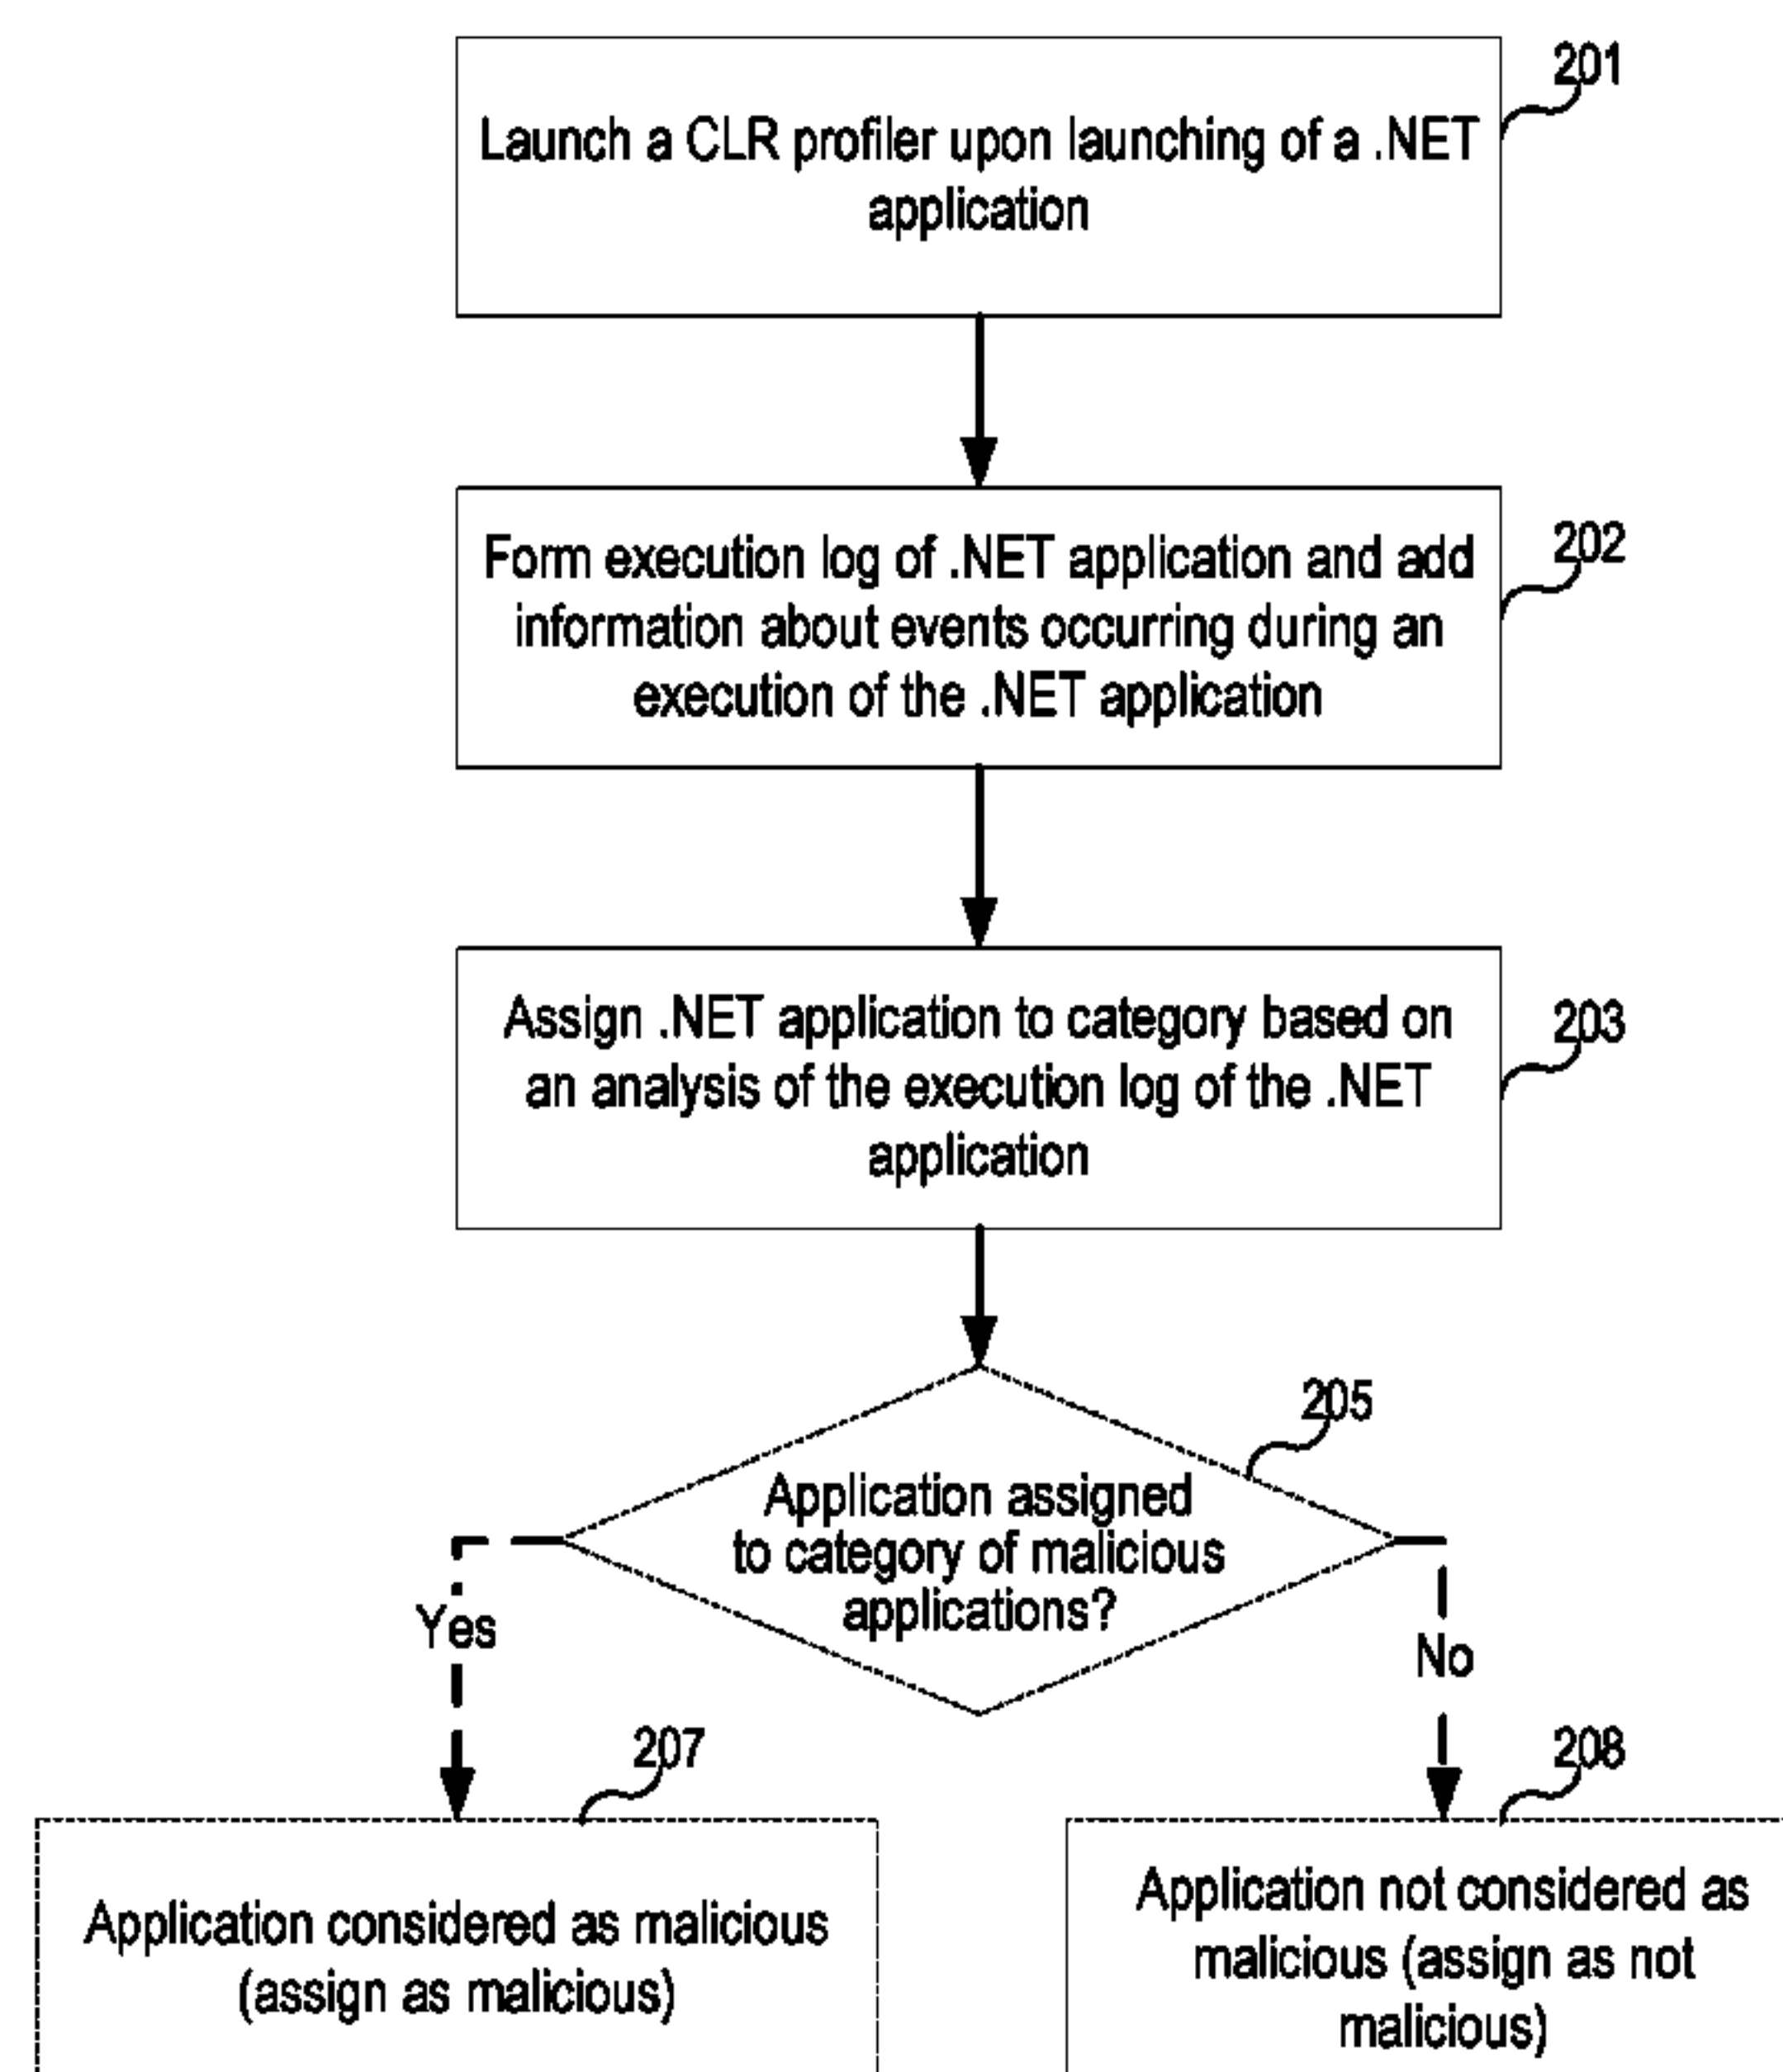 201
Launch a CLR profiler upon launching of a .NET
application
202
Form execution log of .NET application and add
information about events occurring during an
execution of the .NET application
203
Assign .NET application to category based on
an analysis of the execution log of the .NET
application
205
Application assigned
to category of malicious
applications?
Yes
No
207
Application considered as malicious
(assign as malicious)
208
Application not considered as
malicious (assign as not
malicious)